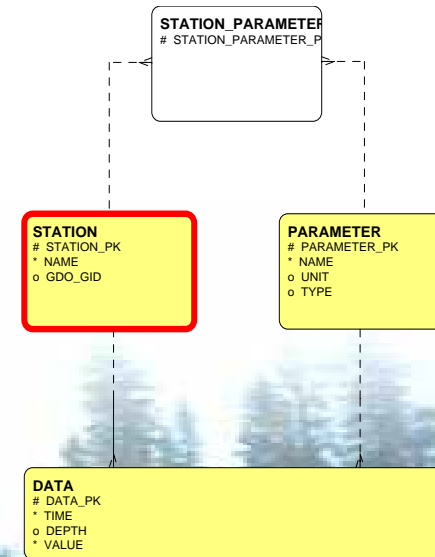 STATION_PARAMETER
# STATION_PARAMETER_P
STATION
# STATION_PK
* NAME
o GDO_GID
PARAMETER
# PARAMETER_PK
* NAME
o UNIT
o TYPE
DATA
# DATA_PK
* TIME
o DEPTH
* VALUE